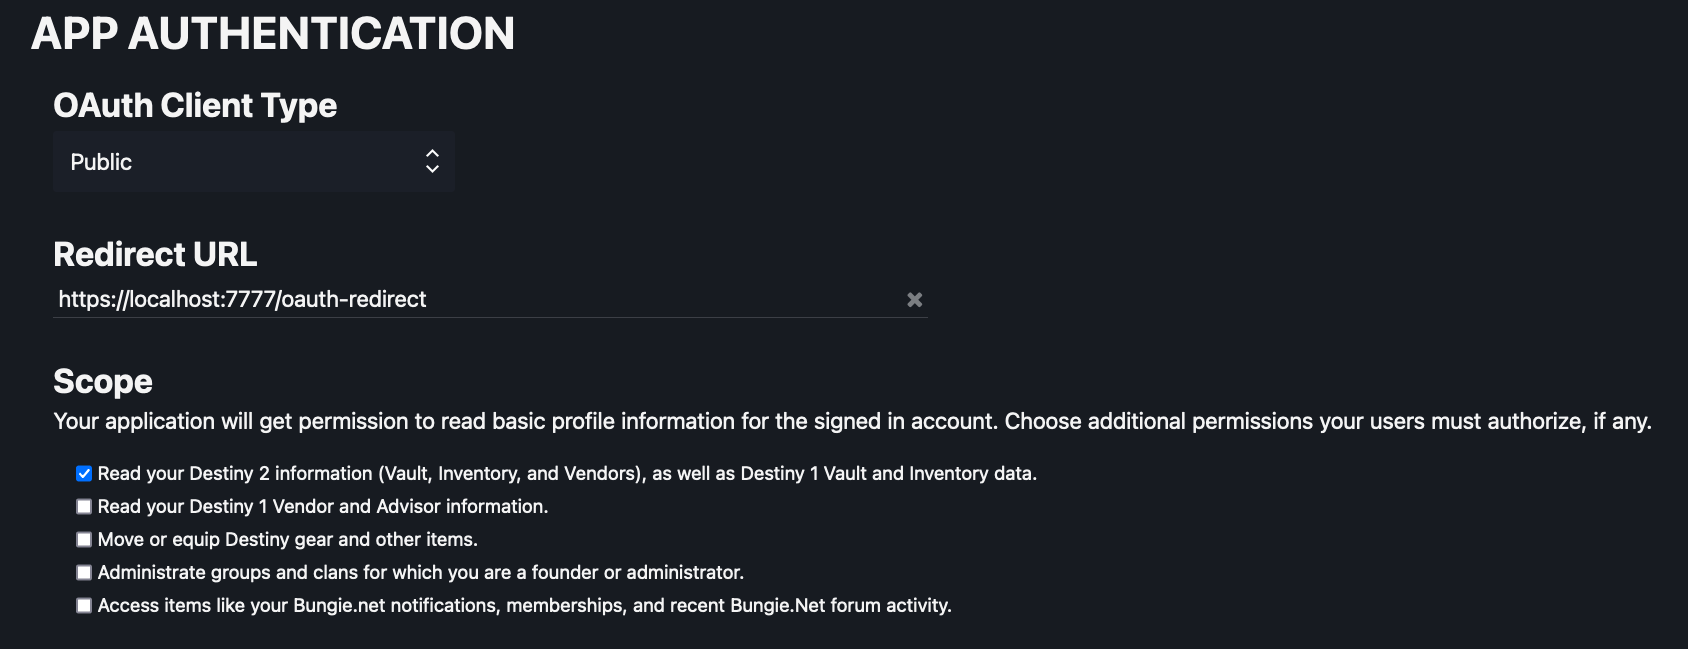 APP AUTHENTICATION
OAuth Client Type
Public
Redirect URL
https://localhost:7777/oauth-redirect
Scope
Your application will get permission to read basic profile information for the signed in account. Choose additional permissions your users must authorize, if any.
Read your Destiny 2 information (Vault, Inventory, and Vendors), as well as Destiny 1 Vault and Inventory data.
Read your Destiny 1 Vendor and Advisor information.
Move or equip Destiny gear and other items.
Administrate groups and clans for which you are a founder or administrator.
Access items like your Bungie.net notifications, memberships, and recent Bungie.Net forum activity.